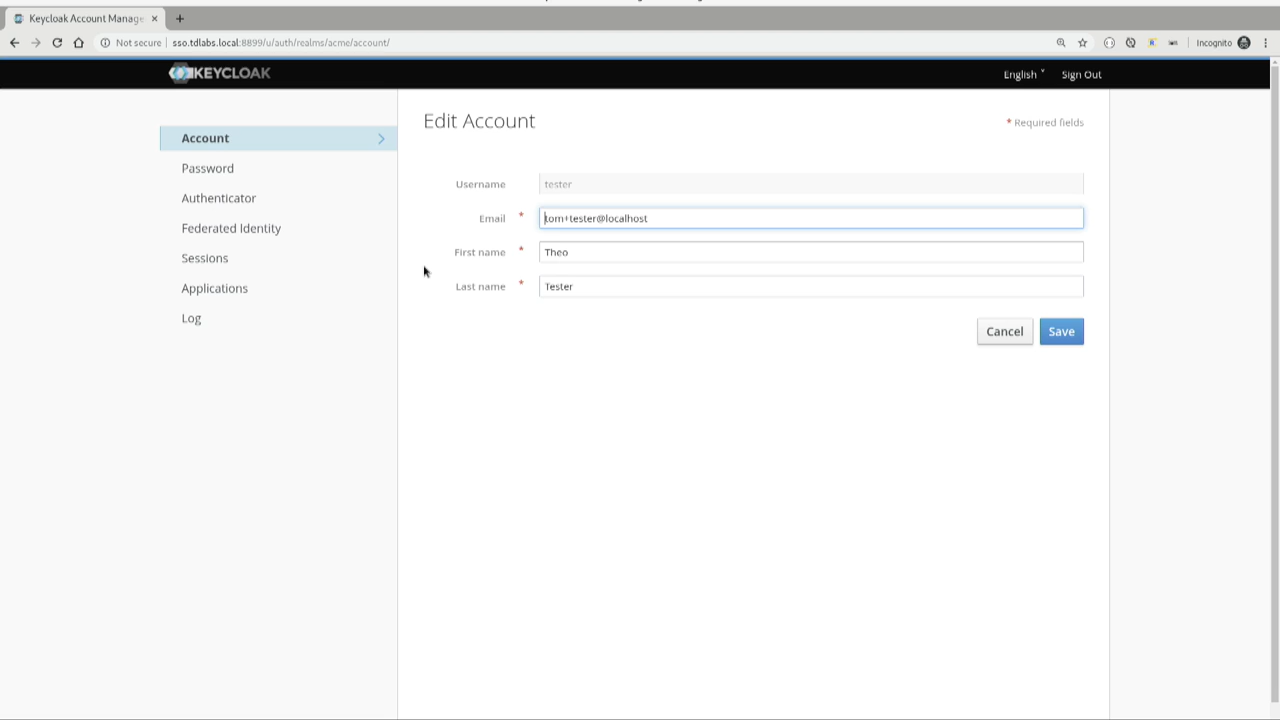 Keycloak Account Manage
Not secure | sso.tdlabs.local:8899/u/auth/realms/acme/account/
Incognito
KEYCLOAK
English
Sign Out
Account
Password
Authenticator
Federated Identity
Sessions
Applications
Log
Edit Account
* Required fields
Username
tester
Email *
tom+tester@localhost
First name *
Theo
Last name *
Tester
Cancel
Save